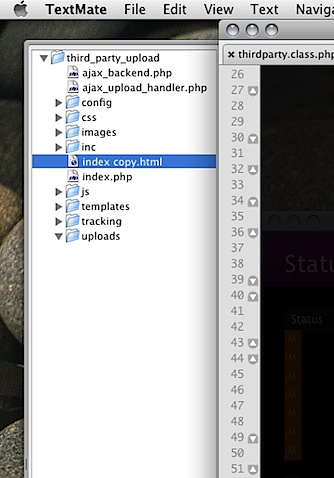 TextMate File Edit View Text Naviga
third_party_upload
ajax_backend.php
ajax_upload_handler.php
config
css
images
inc
index copy.html
index.php
js
templates
tracking
uploads
thirdparty.class.php
26
27
28
29
30
31
32
33
34
35
36
37
38
39
40
41
42
43
44
45
46
47
48
49
50
51
Statu
Status